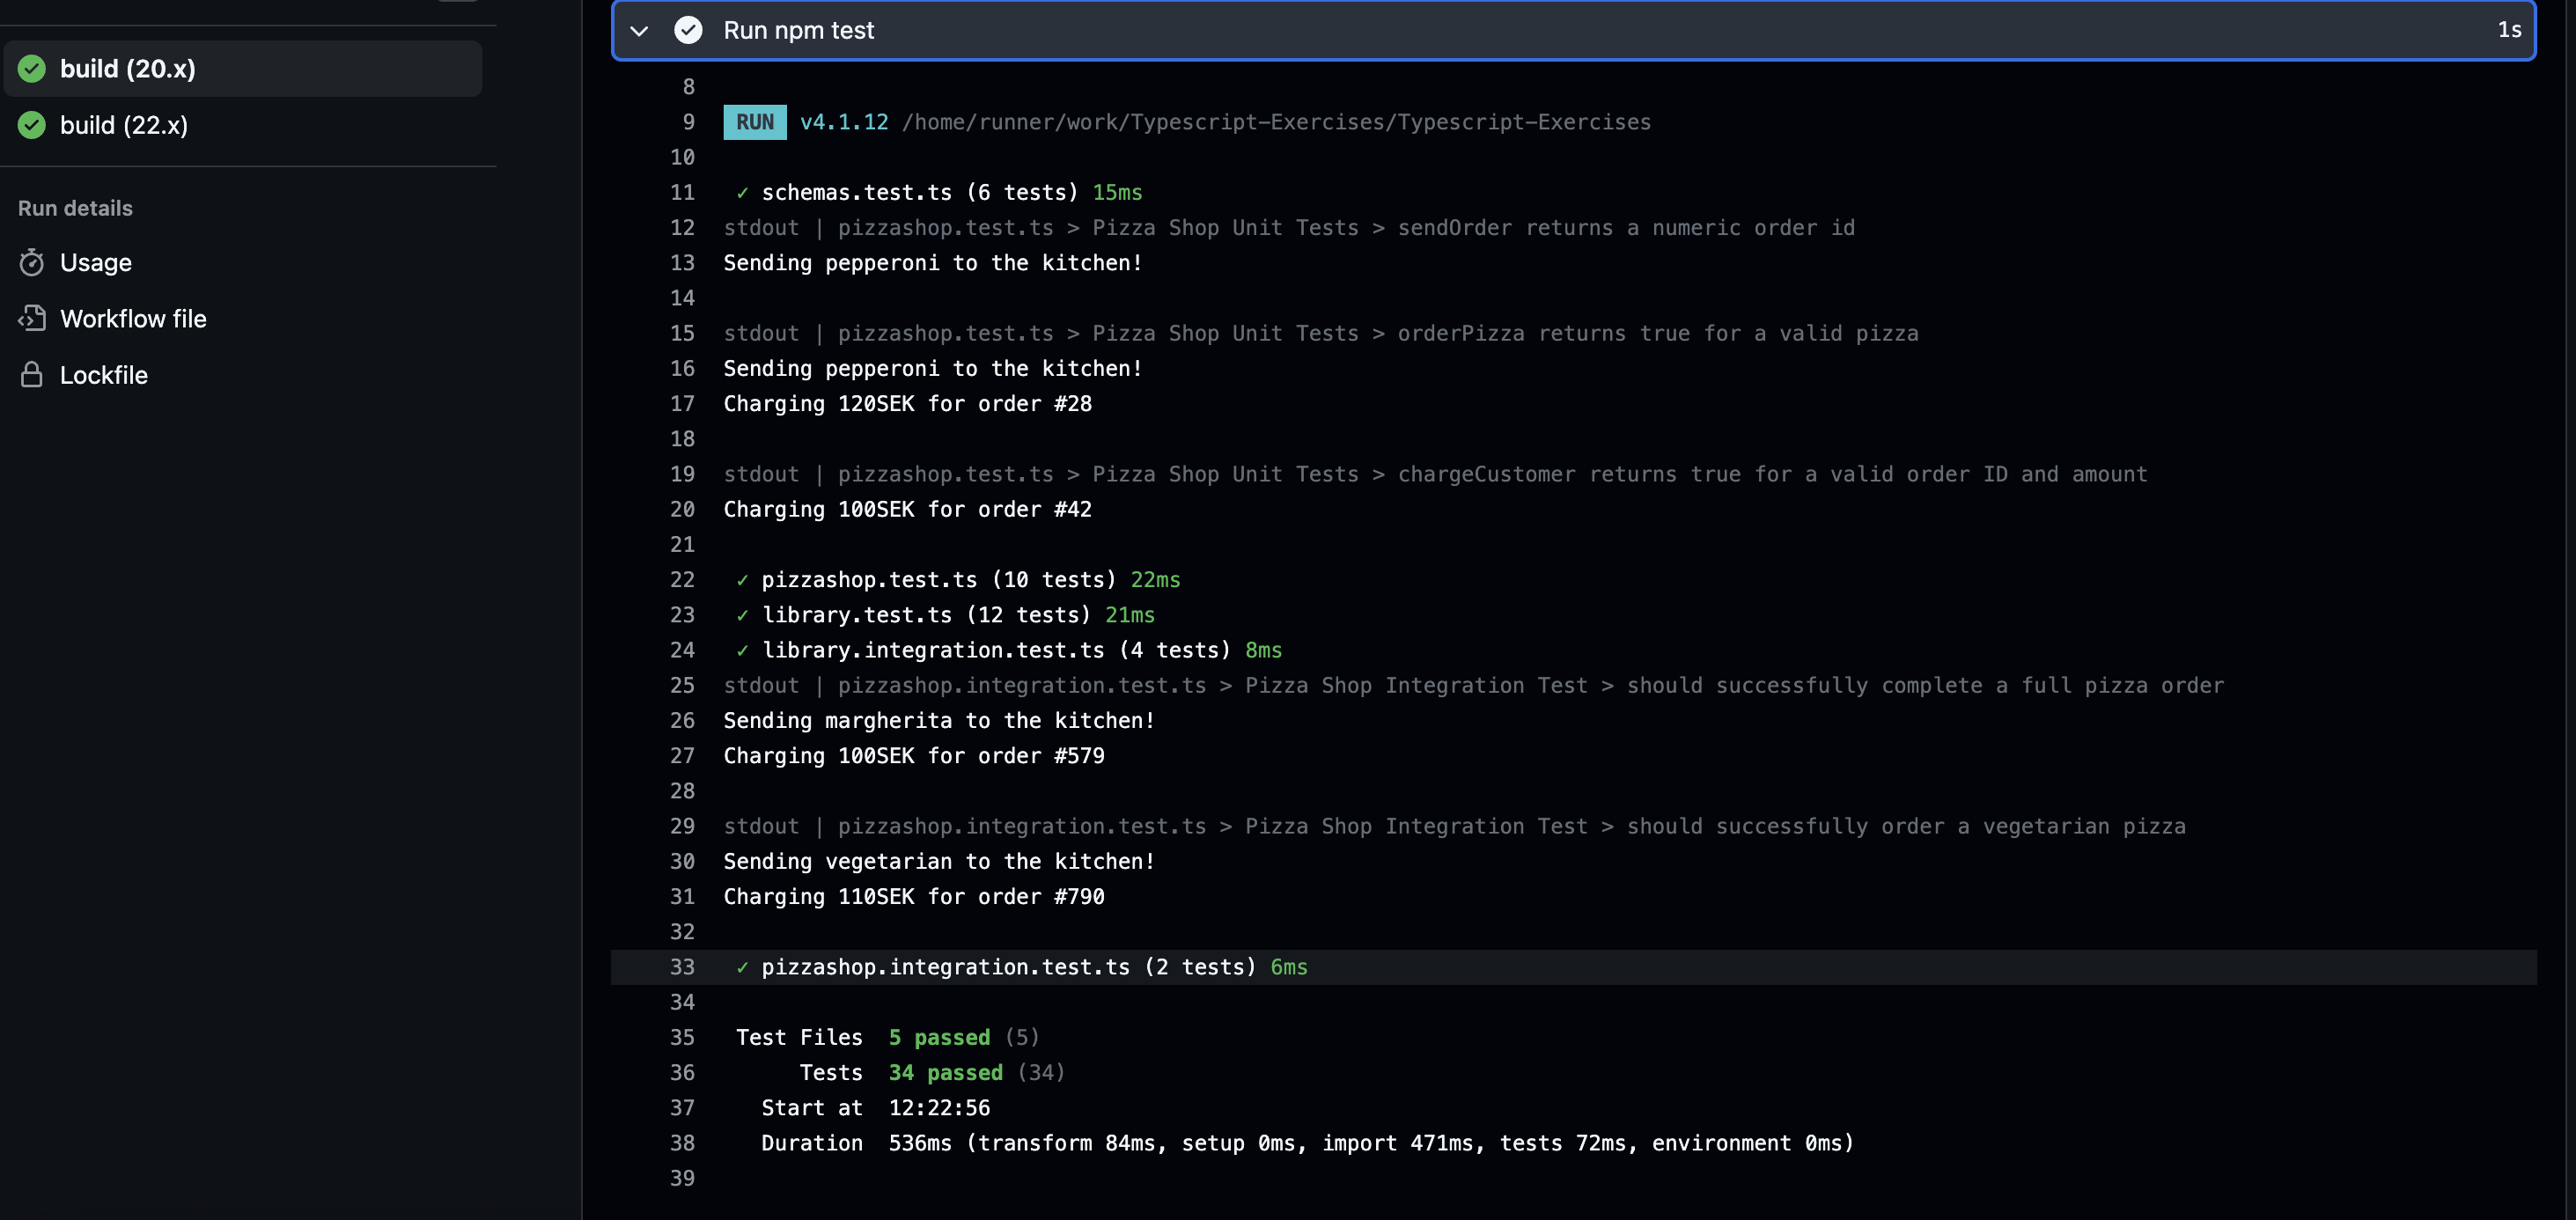 build (20.x)
build (22.x)
Run details
Usage
Workflow file
Lockfile
Run npm test 1s
8
9 RUN v4.1.12 /home/runner/work/Typescript-Exercises/Typescript-Exercises
10
11 ✓ schemas.test.ts (6 tests) 15ms
12 stdout | pizzashop.test.ts > Pizza Shop Unit Tests > sendOrder returns a numeric order id
13 Sending pepperoni to the kitchen!
14
15 stdout | pizzashop.test.ts > Pizza Shop Unit Tests > orderPizza returns true for a valid pizza
16 Sending pepperoni to the kitchen!
17 Charging 120SEK for order #28
18
19 stdout | pizzashop.test.ts > Pizza Shop Unit Tests > chargeCustomer returns true for a valid order ID and amount
20 Charging 100SEK for order #42
21
22 ✓ pizzashop.test.ts (10 tests) 22ms
23 ✓ library.test.ts (12 tests) 21ms
24 ✓ library.integration.test.ts (4 tests) 8ms
25 stdout | pizzashop.integration.test.ts > Pizza Shop Integration Test > should successfully complete a full pizza order
26 Sending margherita to the kitchen!
27 Charging 100SEK for order #579
28
29 stdout | pizzashop.integration.test.ts > Pizza Shop Integration Test > should successfully order a vegetarian pizza
30 Sending vegetarian to the kitchen!
31 Charging 110SEK for order #790
32
33 ✓ pizzashop.integration.test.ts (2 tests) 6ms
34
35 Test Files 5 passed (5)
36 Tests 34 passed (34)
37 Start at 12:22:56
38 Duration 536ms (transform 84ms, setup 0ms, import 471ms, tests 72ms, environment 0ms)
39